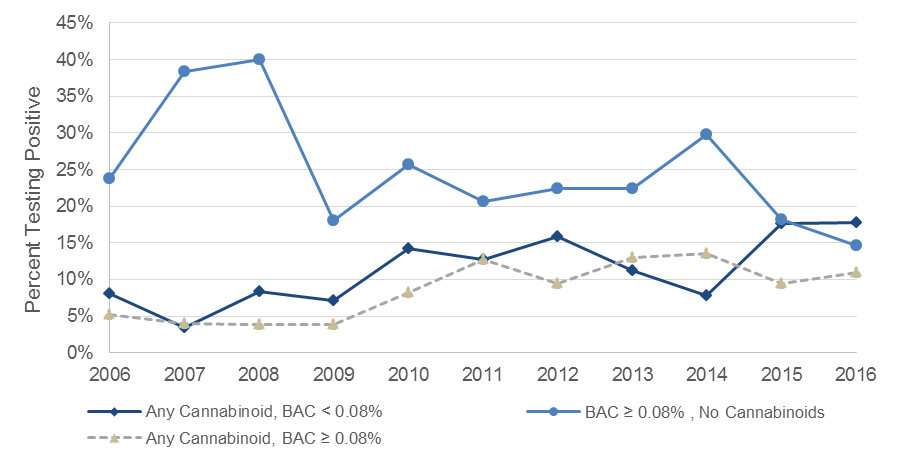 45%
40%
35%
30%
25%
20%
15%
10%
5%
0%
Percent Testing Positive
2006 2007 2008 2009 2010 2011 2012 2013 2014 2015 2016
Any Cannabinoid, BAC < 0.08%
BAC ≥ 0.08% , No Cannabinoids
Any Cannabinoid, BAC ≥ 0.08%